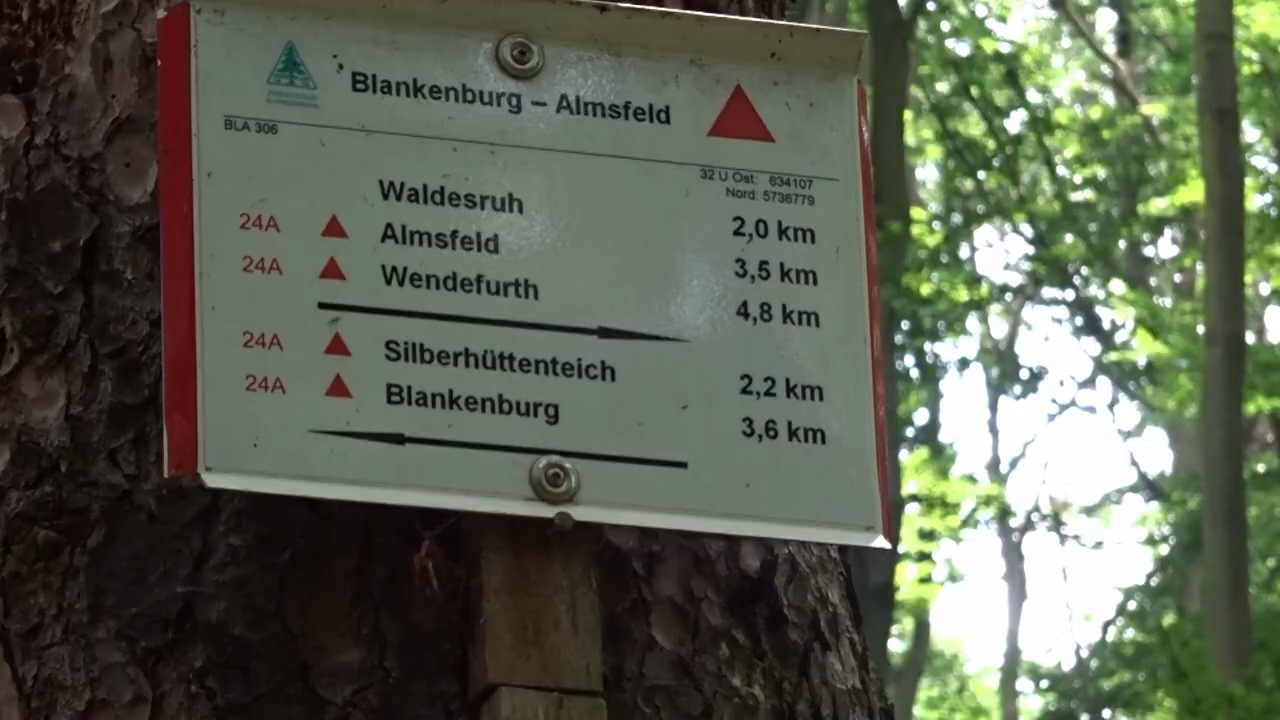 Blankenburg – Almsfeld
BLA 306
32 U Ost: 634107
Nord: 5736779
Waldesruh 2,0 km
24A Almsfeld 3,5 km
24A Wendefurth 4,8 km
24A Silberhüttenteich 2,2 km
24A Blankenburg 3,6 km